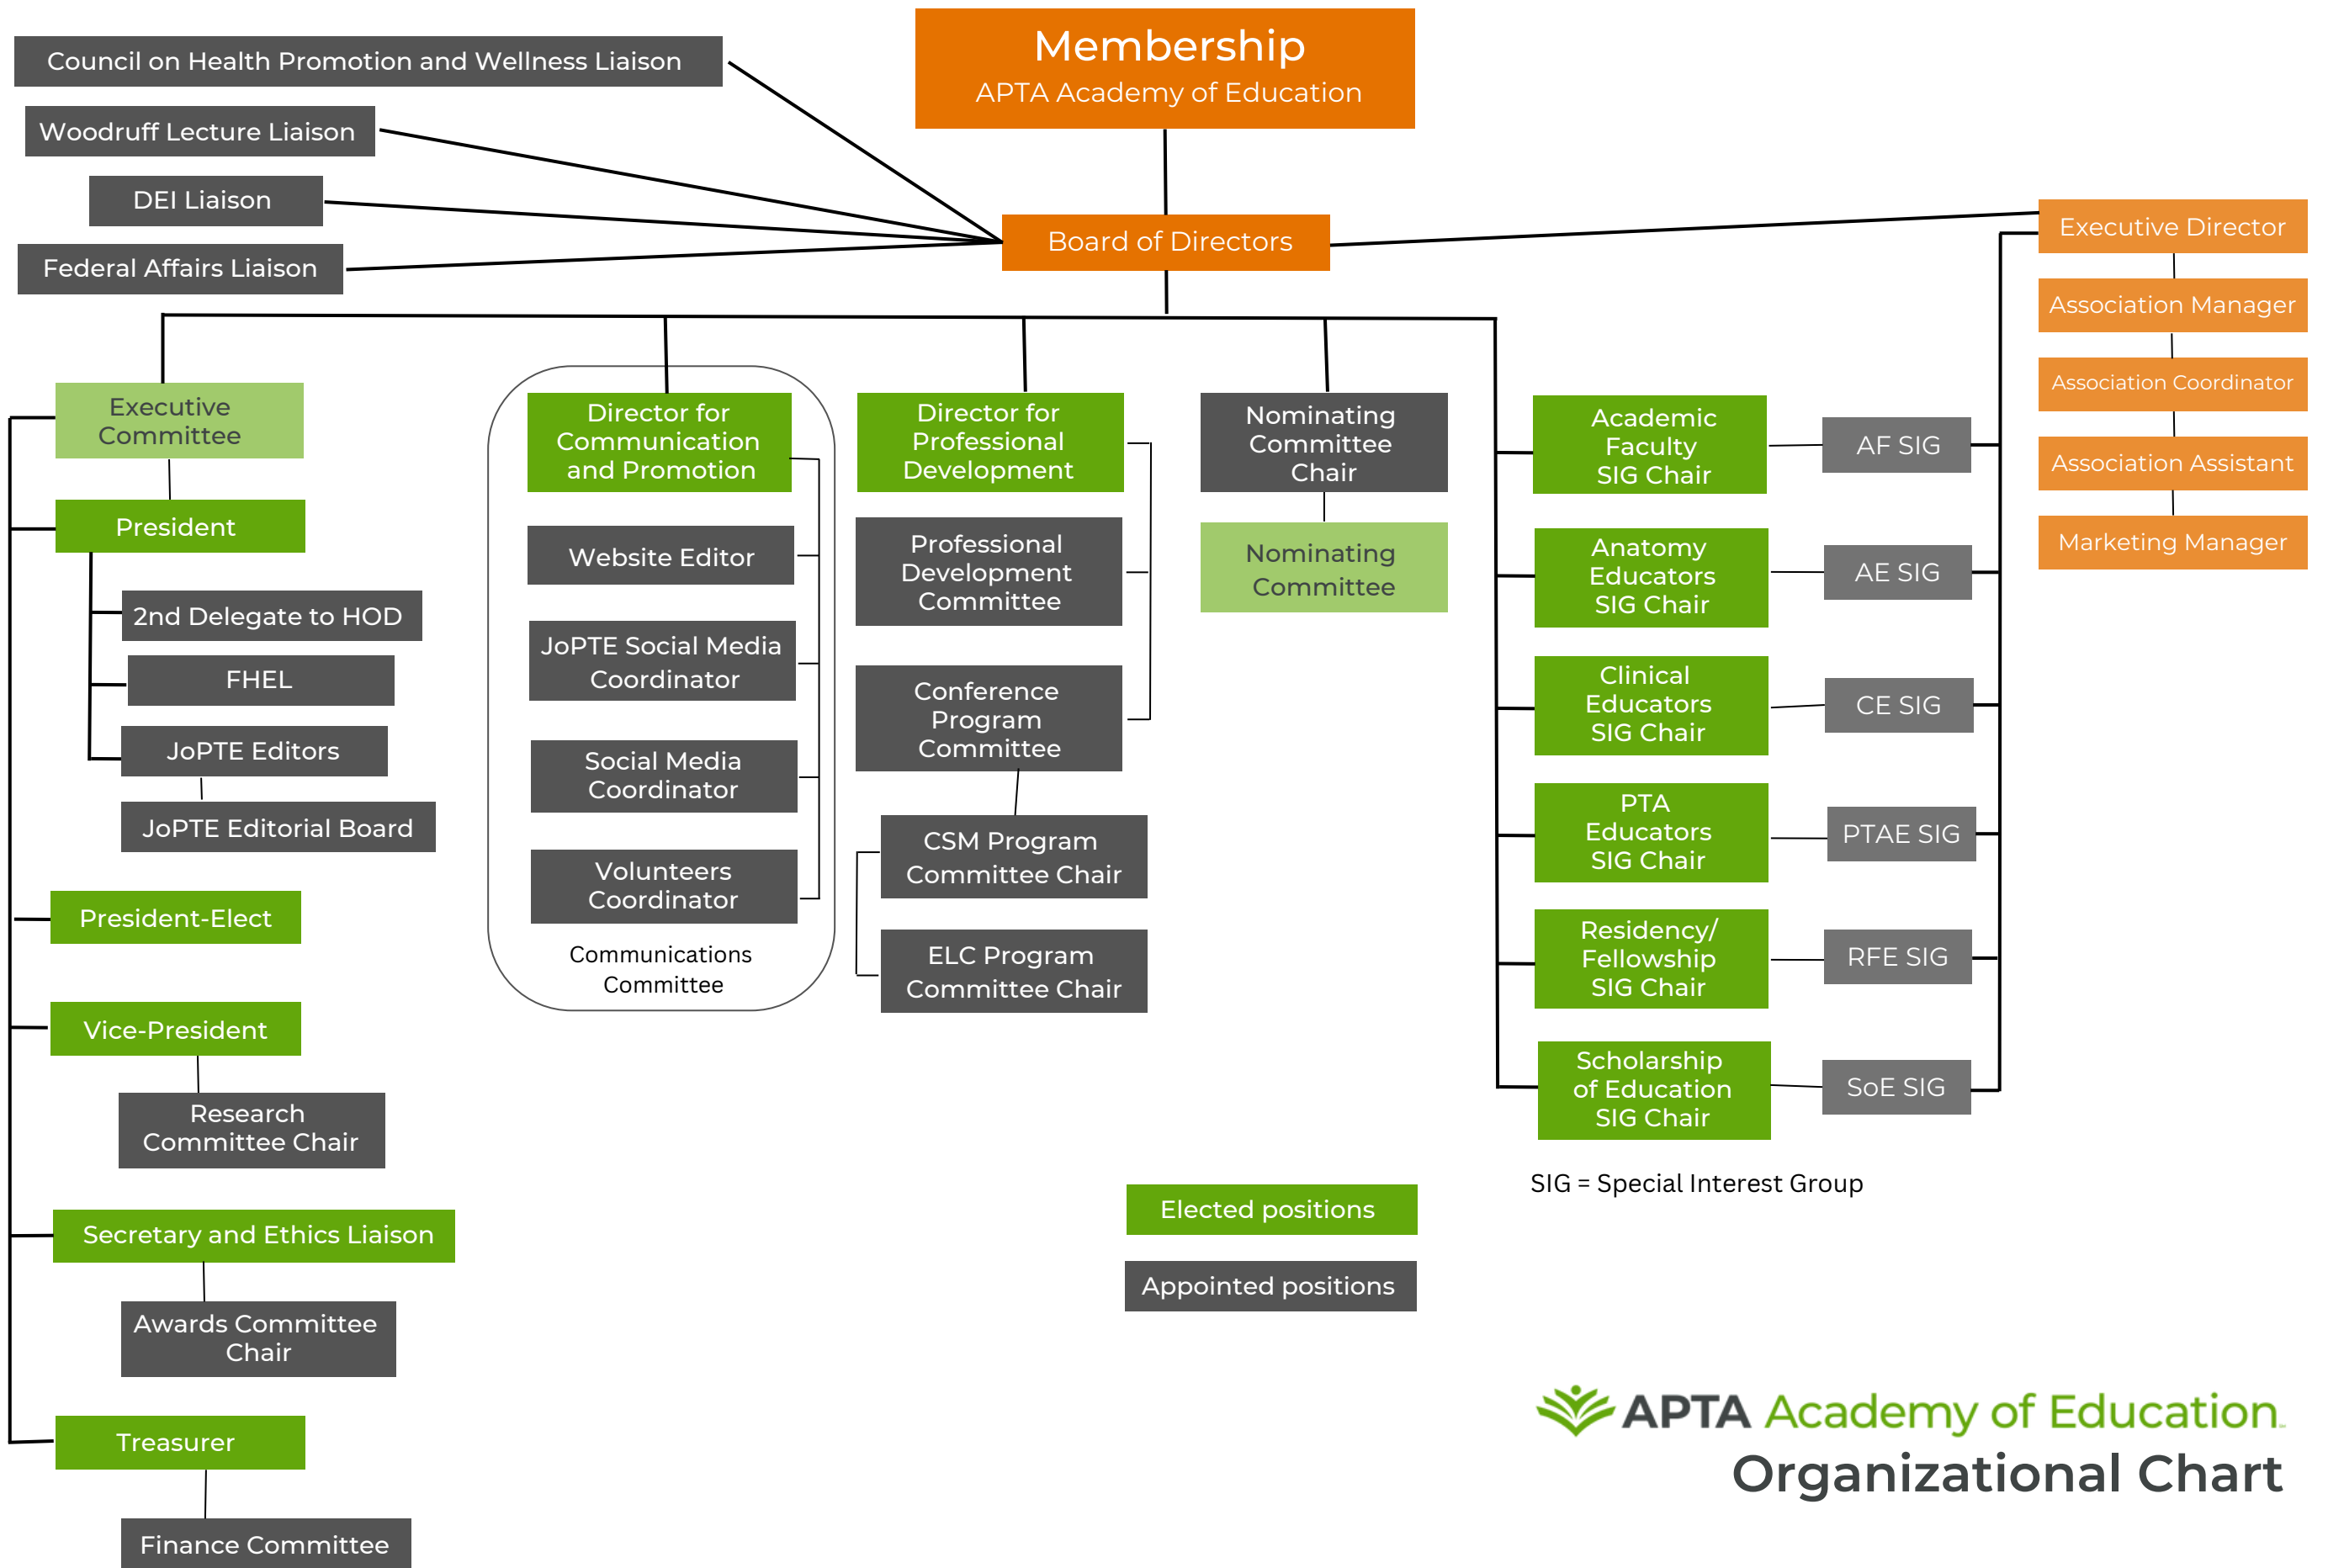 Membership
APTA Academy of Education
Council on Health Promotion and Wellness Liaison
Woodruff Lecture Liaison
DEI Liaison
Federal Affairs Liaison
Board of Directors
Executive Director
Association Manager
Association Coordinator
Association Assistant
Marketing Manager
Executive
Committee
President
2nd Delegate to HOD
FHEL
JoPTE Editors
JoPTE Editorial Board
President-Elect
Vice-President
Research
Committee Chair
Secretary and Ethics Liaison
Awards Committee
Chair
Treasurer
Finance Committee
Director for
Communication
and Promotion
Website Editor
JoPTE Social Media
Coordinator
Social Media
Coordinator
Volunteers
Coordinator
Communications
Committee
Director for
Professional
Development
Professional
Development
Committee
Conference
Program
Committee
CSM Program
Committee Chair
ELC Program
Committee Chair
Nominating
Committee
Chair
Nominating
Committee
Academic
Faculty
SIG Chair
AF SIG
Anatomy
Educators
SIG Chair
AE SIG
Clinical
Educators
SIG Chair
CE SIG
PTA
Educators
SIG Chair
PTAE SIG
Residency/
Fellowship
SIG Chair
RFE SIG
Scholarship
of Education
SIG Chair
SoE SIG
SIG = Special Interest Group
Elected positions
Appointed positions
APTA Academy of Education
Organizational Chart